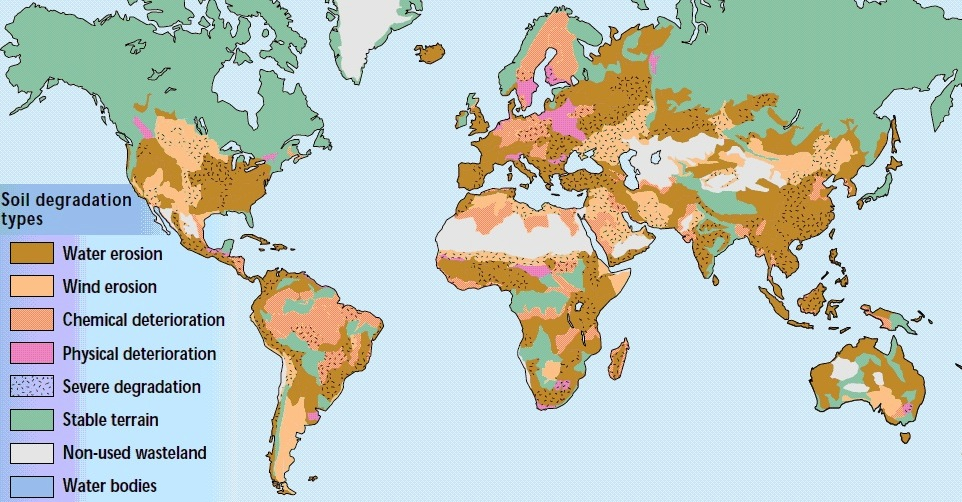 Soil degradation
types
Water erosion
Wind erosion
Chemical deterioration
Physical deterioration
Severe degradation
Stable terrain
Non-used wasteland
Water bodies